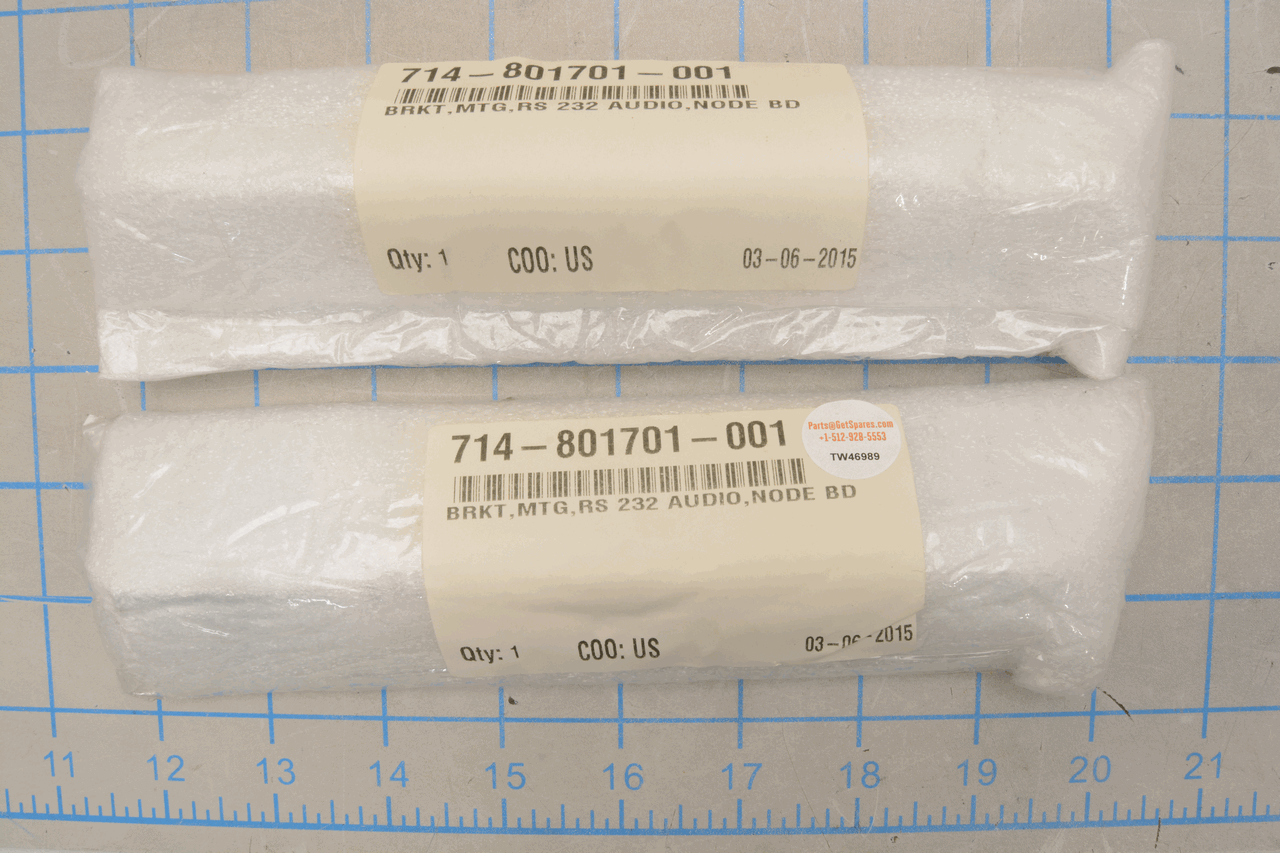 714-801701-001
BRKT,MTG,RS 232 AUDIO,NODE BD
Qty: 1 COO: US 03-06-2015
714-801701-001
Parts@GetSpares.com
+1-512-928-5553
TW46989
BRKT,MTG,RS 232 AUDIO,NODE BD
Qty: 1 COO: US 03-06-2015
11 12 13 14 15 16 17 18 19 20 21